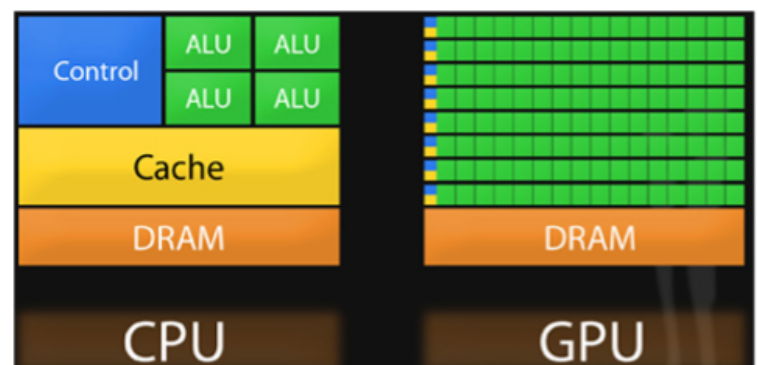 Control
ALU ALU
ALU ALU
Cache
DRAM
CPU
DRAM
GPU